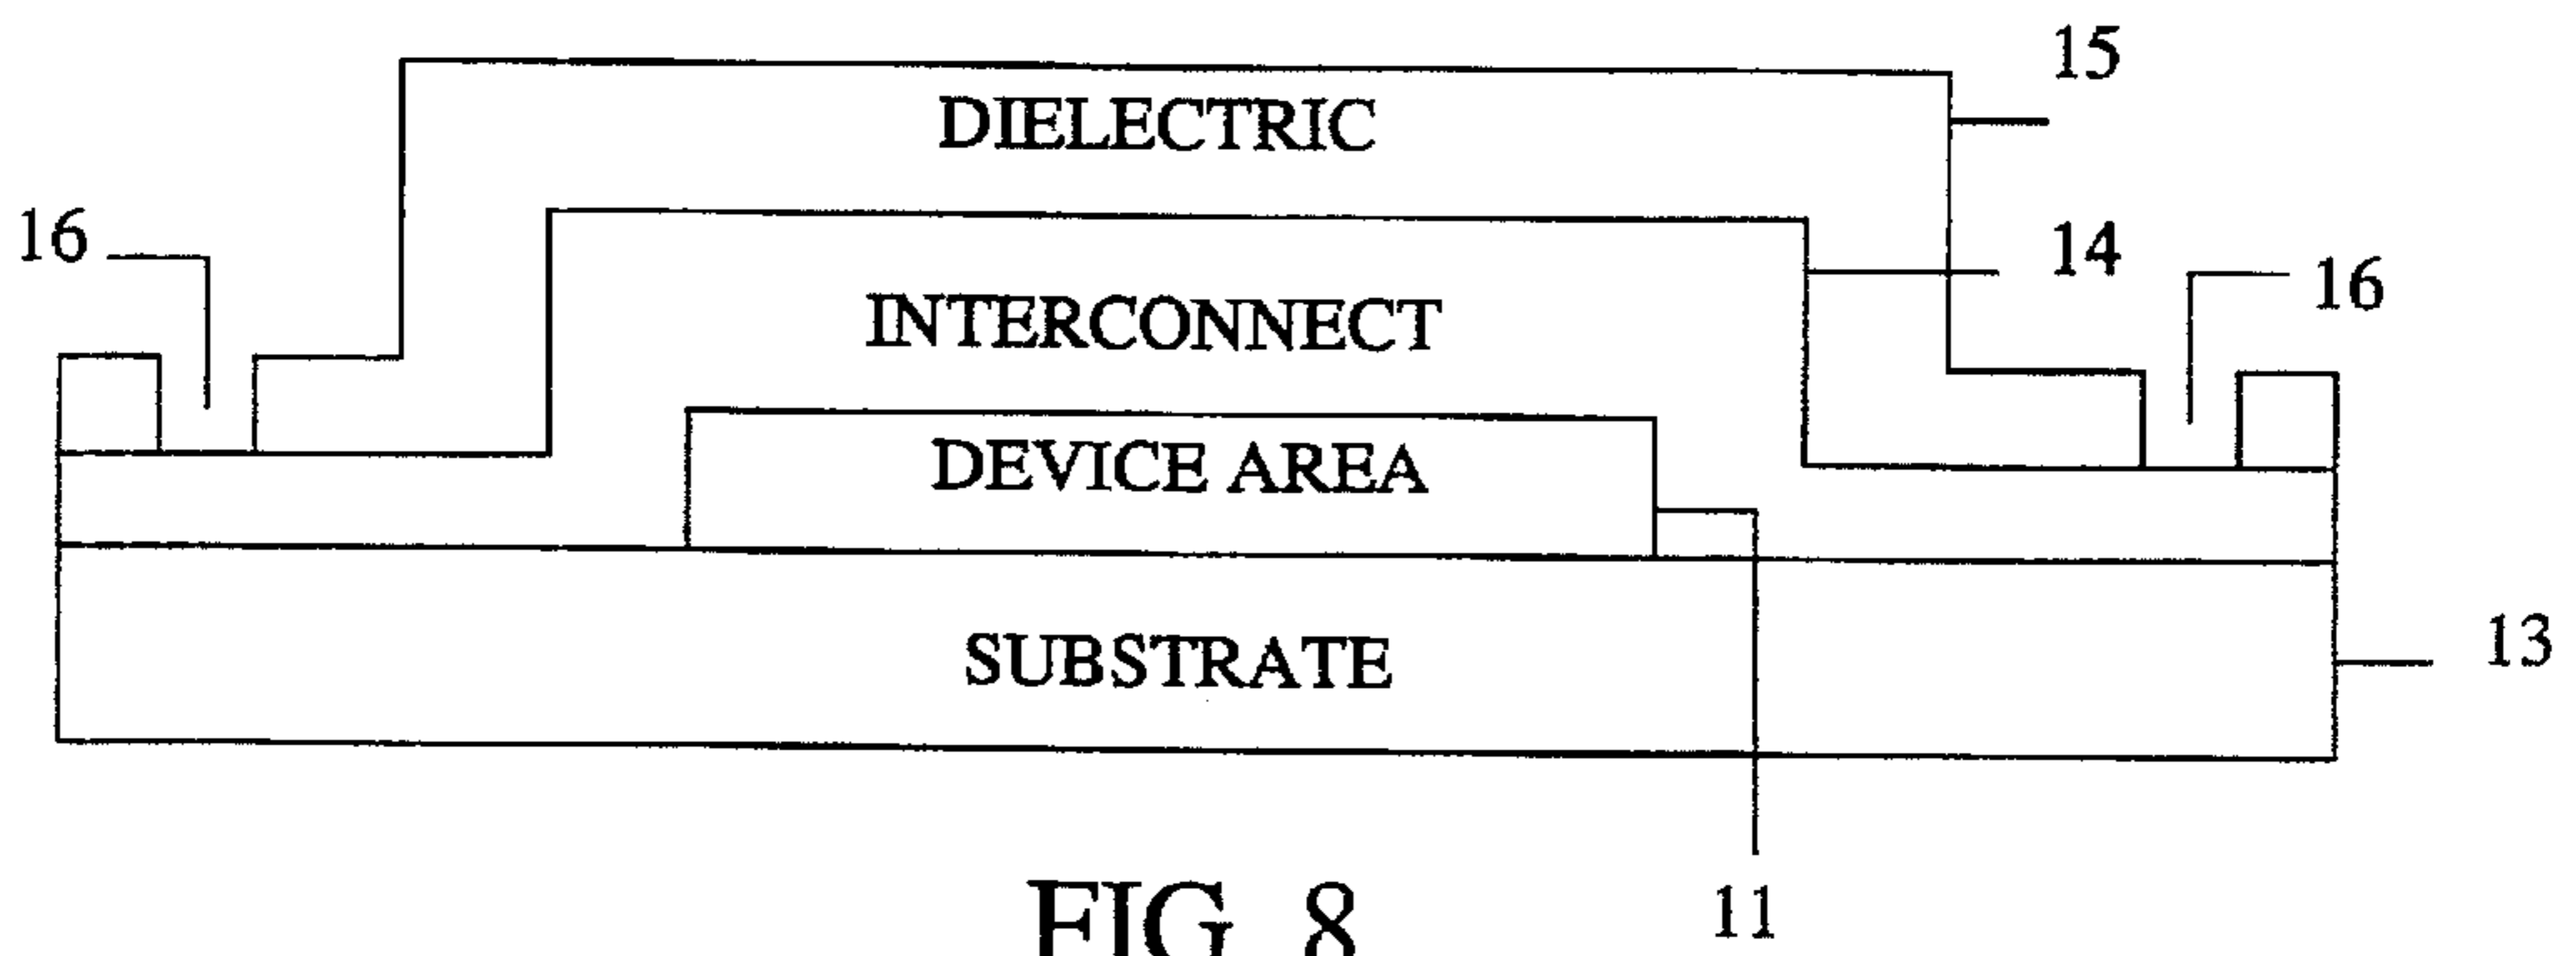 15
DIELECTRIC
16
14
16
INTERCONNECT
DEVICE AREA
SUBSTRATE
13
11
FIG 8